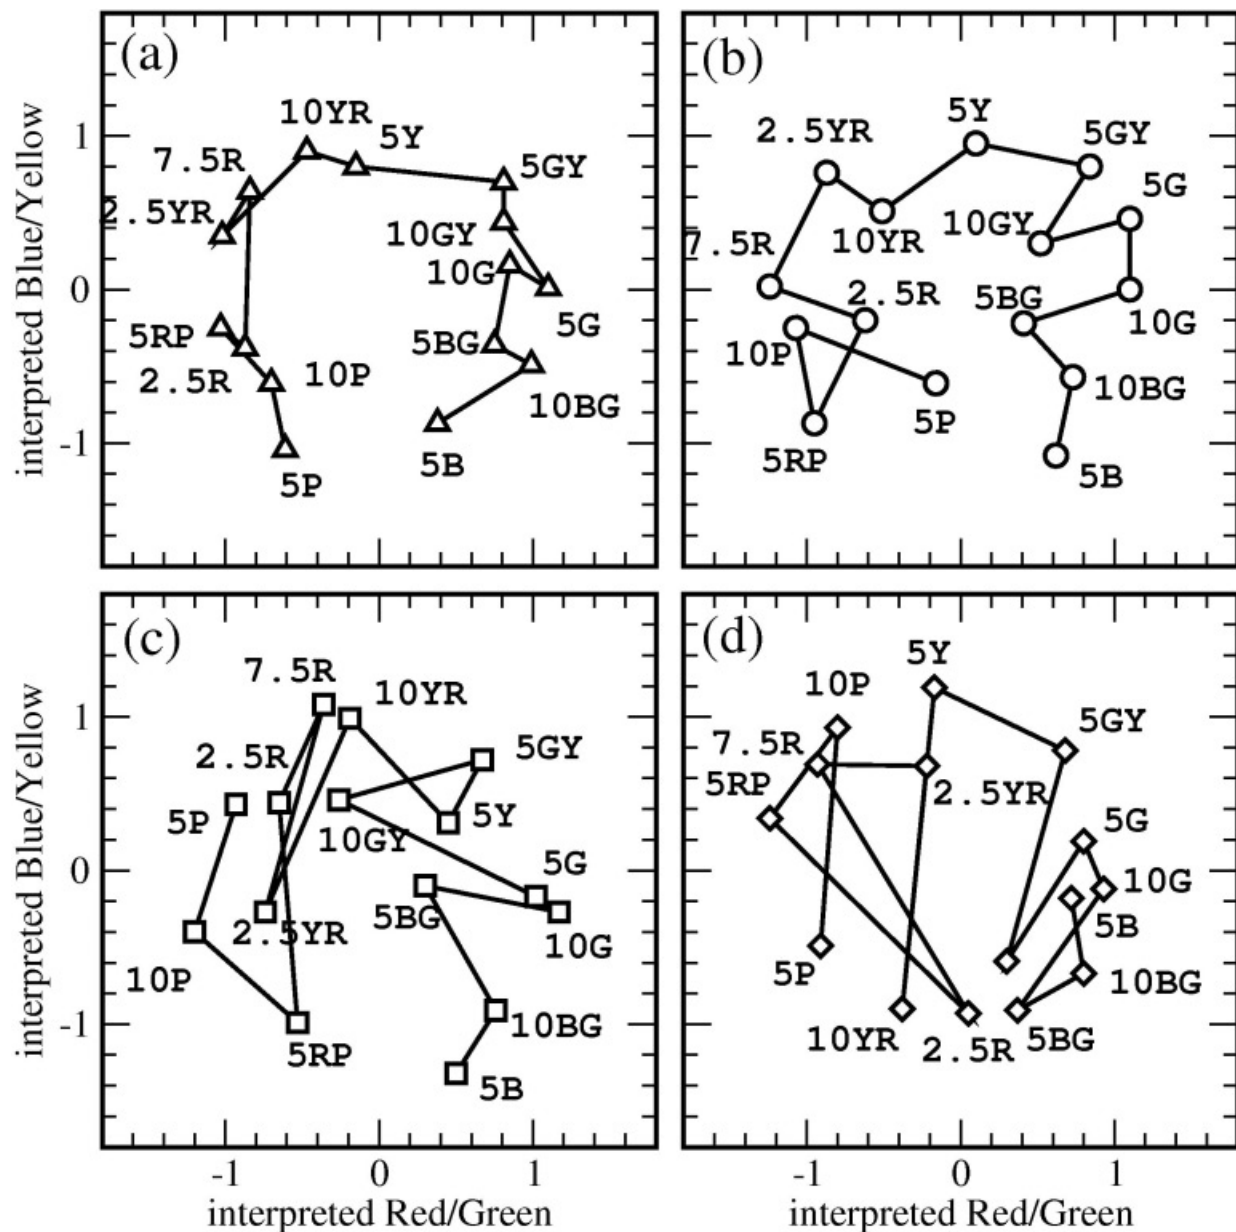 (a)
10YR
5Y
7.5R
5GY
2.5YR
10GY
10G
5RP
5G
5BG
2.5R
10P
10BG
5B
5P
1
0
-1
interpreted Blue/Yellow
(b)
5Y
2.5YR
5GY
5G
10GY
10YR
7.5R
2.5R
5BG
10G
10P
10BG
5P
5RP
5B
(c)
7.5R
10YR
2.5R
5GY
5P
10GY
5Y
5G
5BG
2.5YR
10G
10P
10BG
5RP
5B
1
0
-1
interpreted Blue/Yellow
-1 0 1
interpreted Red/Green
(d)
5Y
10P
5GY
7.5R
5RP
2.5YR
5G
10G
5B
5P
10BG
10YR
2.5R
5BG
-1 0 1
interpreted Red/Green